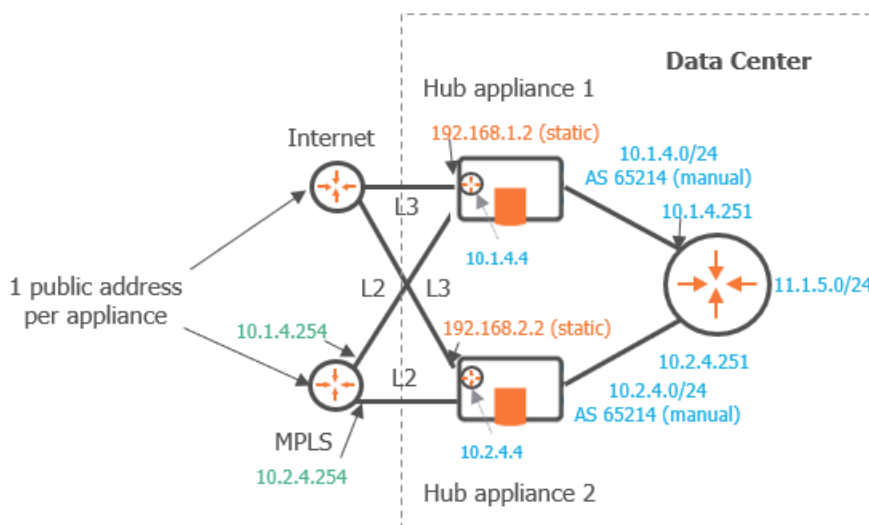 Data Center
Hub appliance 1
Internet
192.168.1.2 (static)
10.1.4.0/24
AS 65214 (manual)
L3
10.1.4.251
10.1.4.4
1 public address
per appliance
L2
L3
11.1.5.0/24
10.1.4.254
192.168.2.2 (static)
10.2.4.251
L2
10.2.4.0/24
AS 65214 (manual)
MPLS
10.2.4.4
10.2.4.254
Hub appliance 2